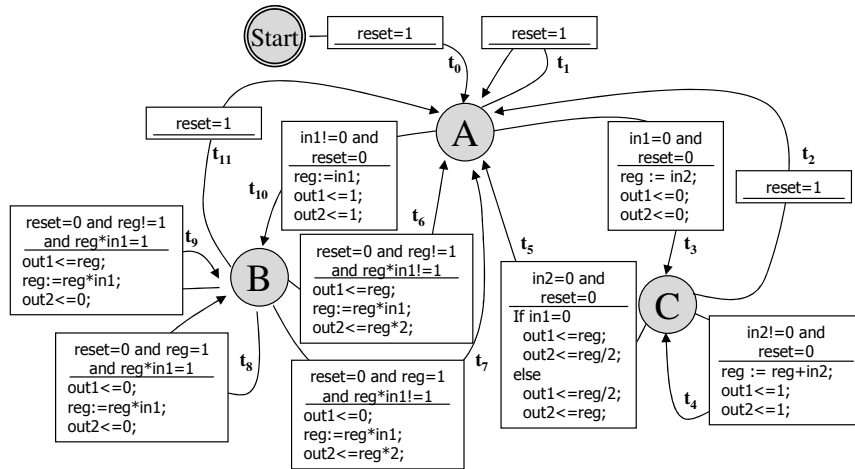 Start
reset=1
t0
reset=1
t1
reset=1
t11
A
in1!=0 and
reset=0
reg:=in1;
out1<=1;
out2<=1;
t10
in1=0 and
reset=0
reg := in2;
out1<=0;
out2<=0;
t3
t2
reset=1
reset=0 and reg!=1
and reg*in1=1
out1<=reg;
reg:=reg*in1;
out2<=0;
t9
B
reset=0 and reg!=1
and reg*in1!=1
out1<=reg;
reg:=reg*in1;
out2<=reg*2;
t6
t5
in2=0 and
reset=0
If in1=0
out1<=reg;
out2<=reg/2;
else
out1<=reg/2;
out2<=reg;
C
in2!=0 and
reset=0
reg := reg+in2;
out1<=1;
out2<=1;
t4
reset=0 and reg=1
and reg*in1=1
out1<=0;
reg:=reg*in1;
out2<=0;
t8
reset=0 and reg=1
and reg*in1!=1
out1<=0;
reg:=reg*in1;
out2<=reg*2;
t7